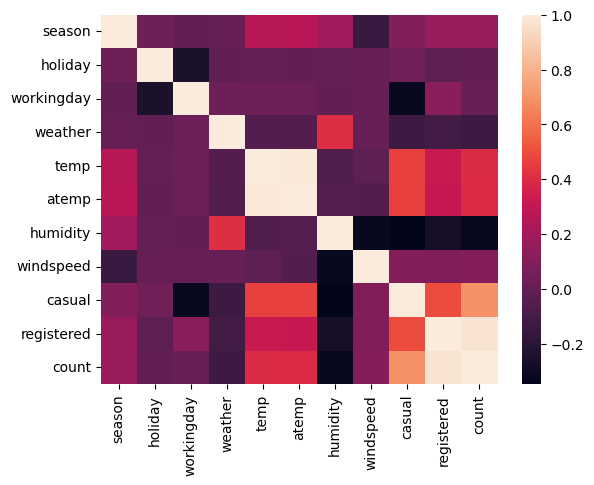 season
holiday
workingday
weather
temp
atemp
humidity
windspeed
casual
registered
count
season
holiday
workingday
weather
temp
atemp
humidity
windspeed
casual
registered
count
1.0
0.8
0.6
0.4
0.2
0.0
−0.2